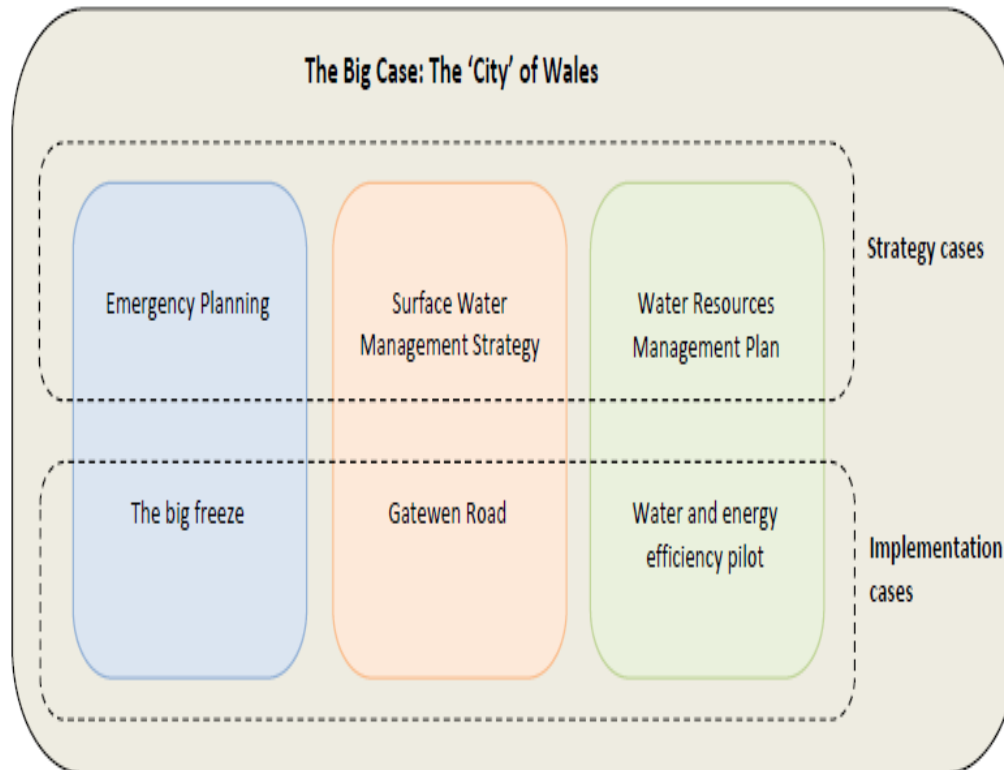 The Big Case: The ‘City’ of Wales
Strategy cases
Emergency Planning
Surface Water
Management Strategy
Water Resources
Management Plan
The big freeze
Gatewen Road
Water and energy
efficiency pilot
Implementation
cases